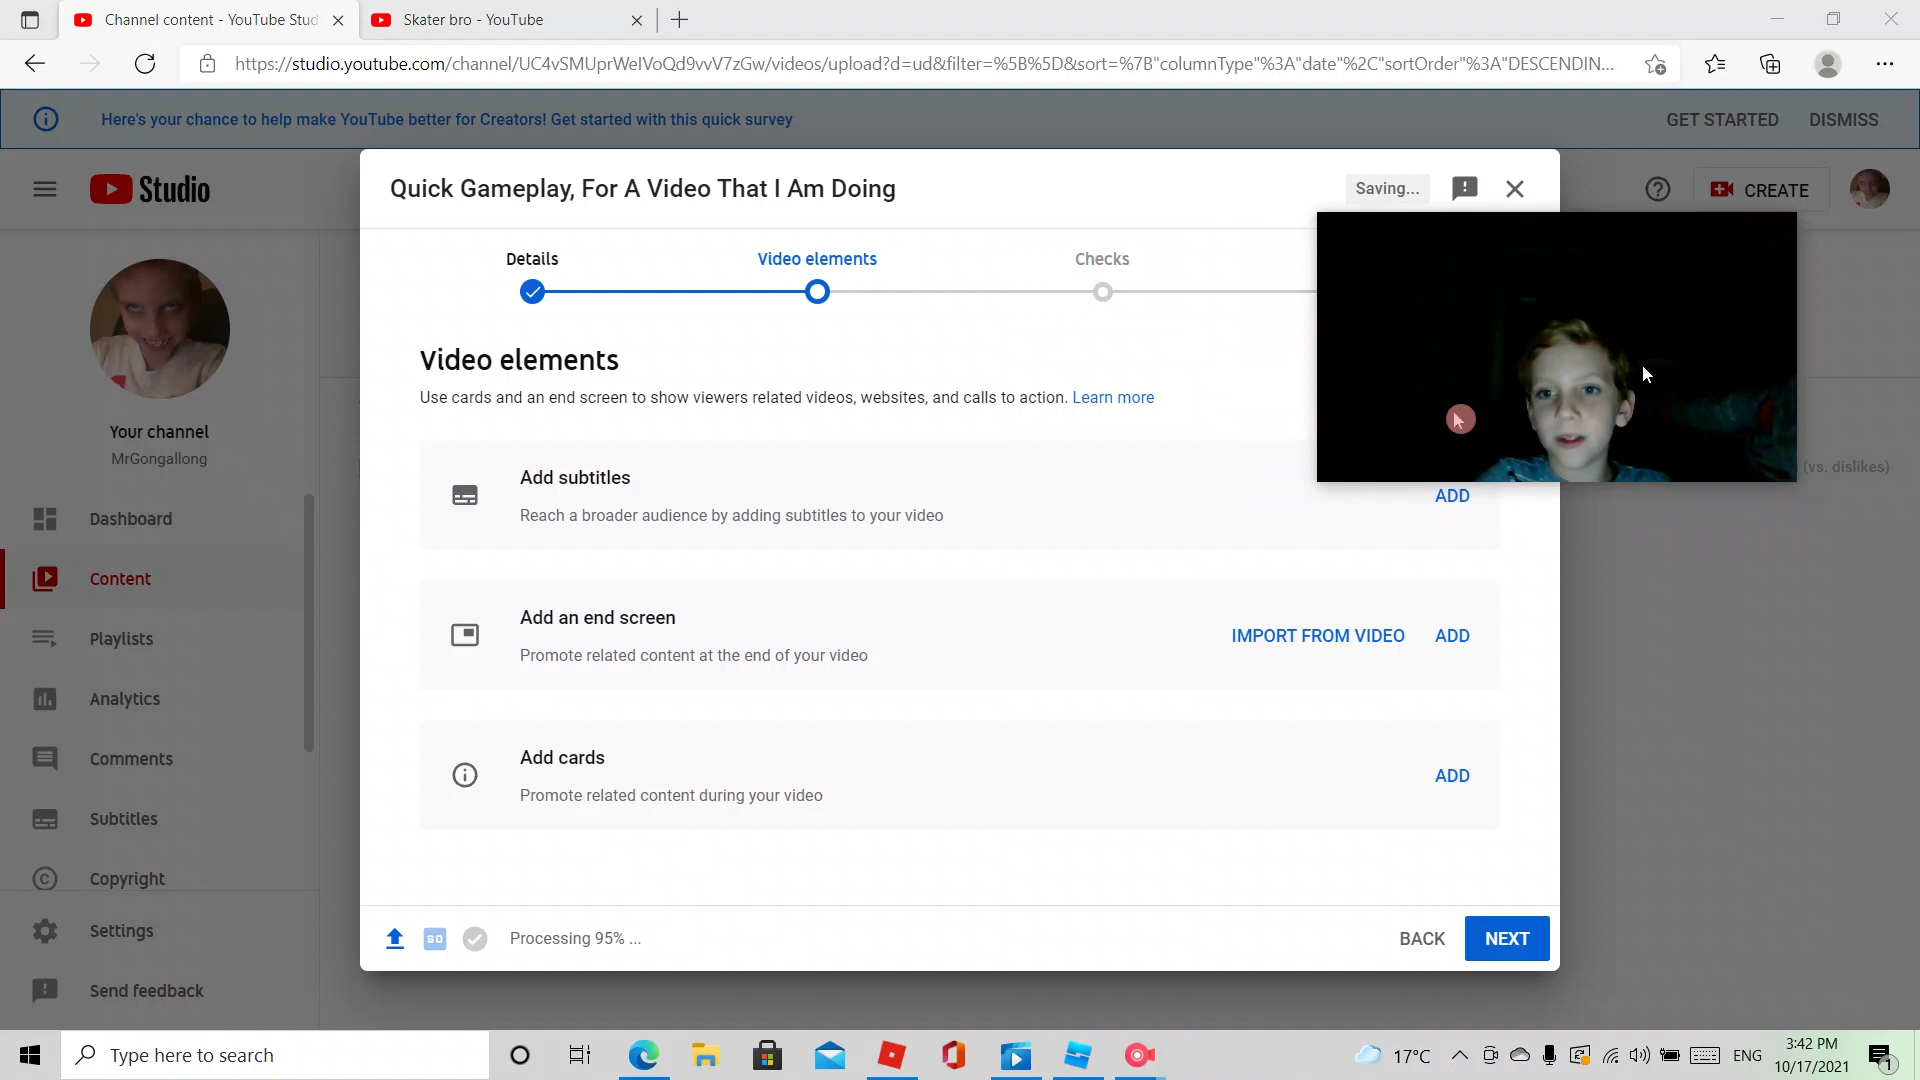 Channel content - YouTube Stud
Skater bro - YouTube
https://studio.youtube.com/channel/UC4vSMUprWeIVoQd9vvV7zGw/videos/upload?d=ud&filter=%5B%5D&sort=%7B"columnType"%3A"date"%2C"sortOrder"%3A"DESCENDIN...
Here's your chance to help make YouTube better for Creators! Get started with this quick survey
GET STARTED
DISMISS
Studio
Quick Gameplay, For A Video That I Am Doing
Saving...
CREATE
Details
Video elements
Checks
Video elements
Use cards and an end screen to show viewers related videos, websites, and calls to action. Learn more
Your channel
MrGongallong
(vs. dislikes)
Add subtitles
Reach a broader audience by adding subtitles to your video
ADD
Dashboard
Content
Playlists
Analytics
Comments
Subtitles
Copyright
Settings
Send feedback
Add an end screen
Promote related content at the end of your video
IMPORT FROM VIDEO
ADD
Add cards
Promote related content during your video
ADD
SD
Processing 95% ...
BACK
NEXT
Type here to search
17°C
ENG
3:42 PM
10/17/2021
1